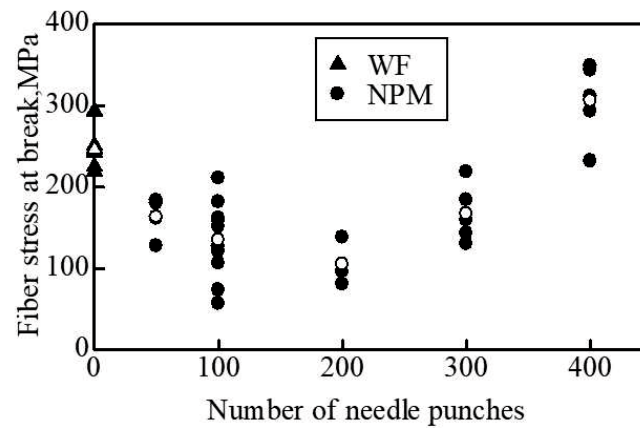 400
300
200
100
0
Fiber stress at break,MPa
WF
NPM
0 100 200 300 400
Number of needle punches